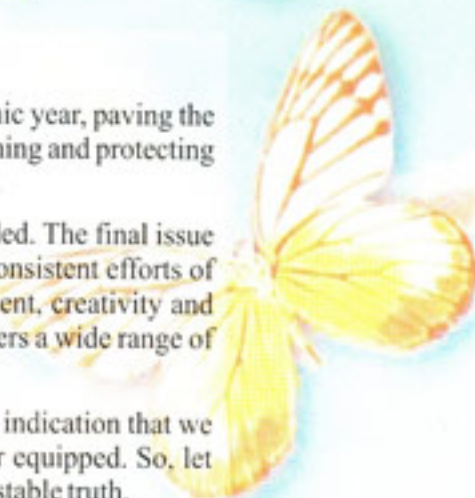 nic year, paving the
ning and protecting
led. The final issue
onsistent efforts of
ent, creativity and
ers a wide range of
indication that we
r equipped. So, let
stable truth.